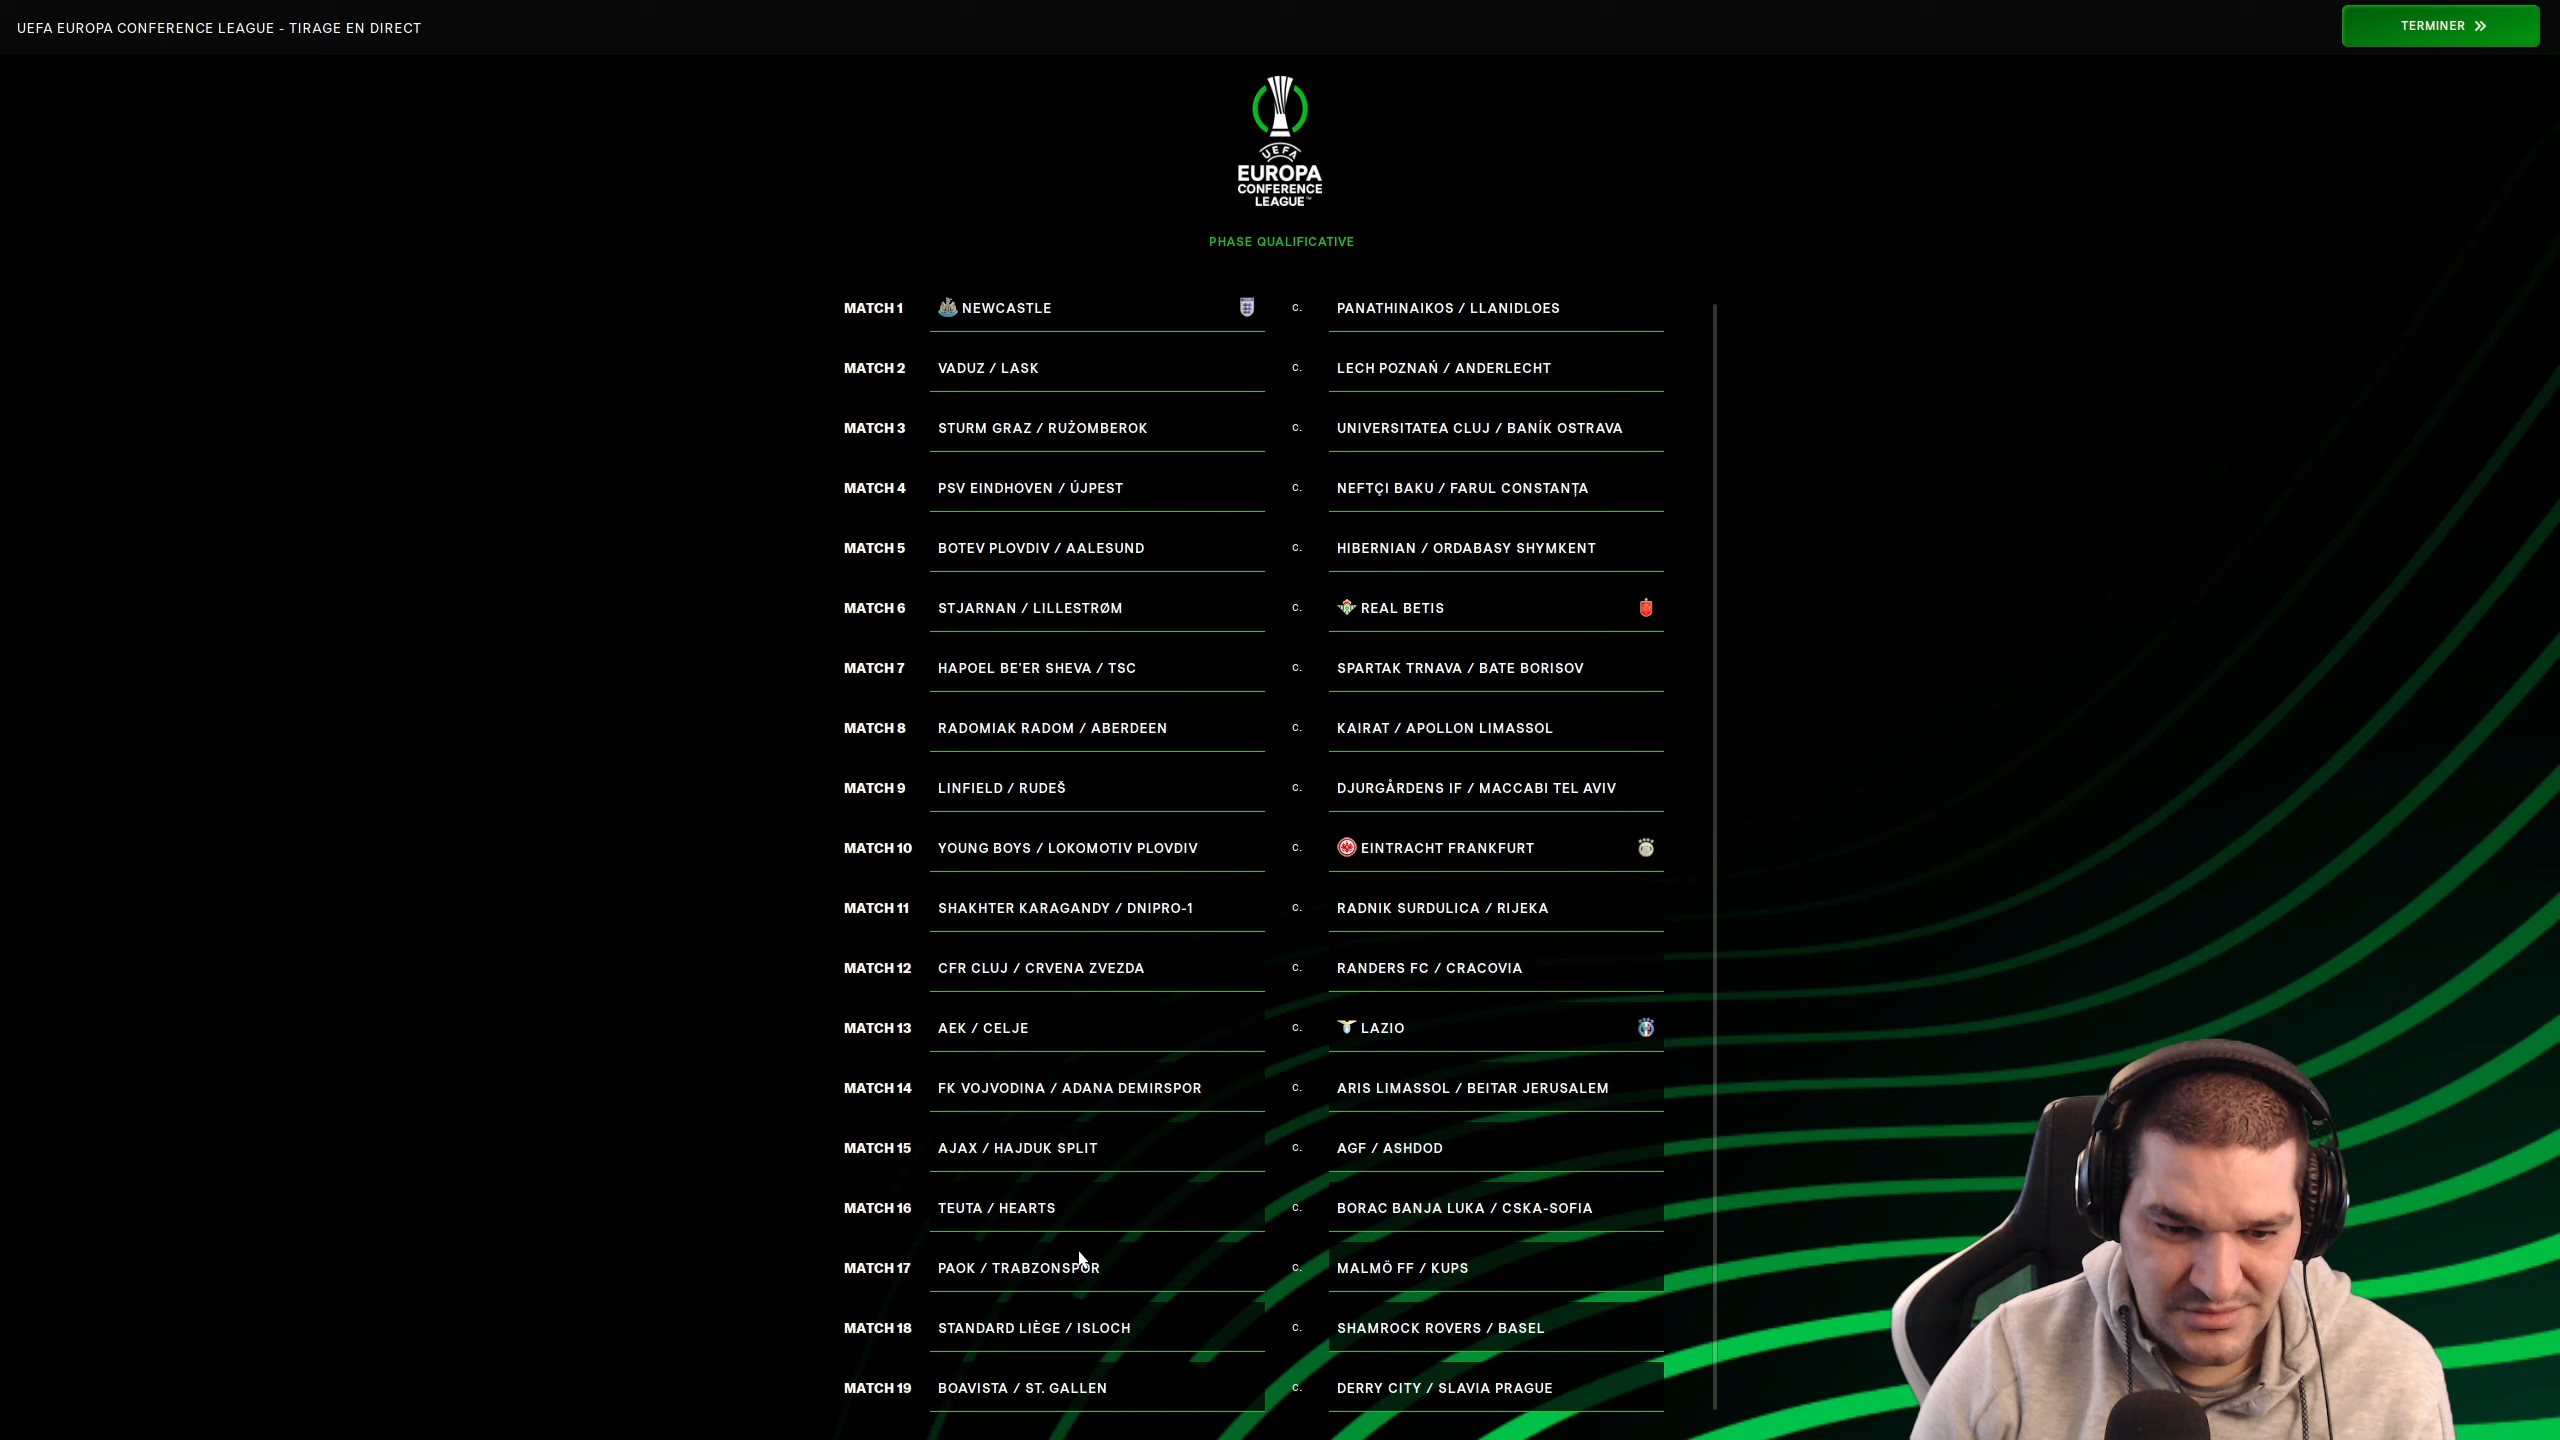 UEFA EUROPA CONFERENCE LEAGUE - TIRAGE EN DIRECT
TERMINER
UEFA
EUROPA
CONFERENCE
LEAGUE™
PHASE QUALIFICATIVE
MATCH 1 NEWCASTLE c. PANATHINAIKOS / LLANIDLOES
MATCH 2 VADUZ / LASK c. LECH POZNAŃ / ANDERLECHT
MATCH 3 STURM GRAZ / RUŽOMBEROK c. UNIVERSITATEA CLUJ / BANÍK OSTRAVA
MATCH 4 PSV EINDHOVEN / ÚJPEST c. NEFTÇI BAKU / FARUL CONSTANȚA
MATCH 5 BOTEV PLOVDIV / AALESUND c. HIBERNIAN / ORDABASY SHYMKENT
MATCH 6 STJARNAN / LILLESTRØM c. REAL BETIS
MATCH 7 HAPOEL BE'ER SHEVA / TSC c. SPARTAK TRNAVA / BATE BORISOV
MATCH 8 RADOMIAK RADOM / ABERDEEN c. KAIRAT / APOLLON LIMASSOL
MATCH 9 LINFIELD / RUDEŠ c. DJURGÅRDENS IF / MACCABI TEL AVIV
MATCH 10 YOUNG BOYS / LOKOMOTIV PLOVDIV c. EINTRACHT FRANKFURT
MATCH 11 SHAKHTER KARAGANDY / DNIPRO-1 c. RADNIK SURDULICA / RIJEKA
MATCH 12 CFR CLUJ / CRVENA ZVEZDA c. RANDERS FC / CRACOVIA
MATCH 13 AEK / CELJE c. LAZIO
MATCH 14 FK VOJVODINA / ADANA DEMIRSPOR c. ARIS LIMASSOL / BEITAR JERUSALEM
MATCH 15 AJAX / HAJDUK SPLIT c. AGF / ASHDOD
MATCH 16 TEUTA / HEARTS c. BORAC BANJA LUKA / CSKA-SOFIA
MATCH 17 PAOK / TRABZONSPOR c. MALMÖ FF / KUPS
MATCH 18 STANDARD LIÈGE / ISLOCH c. SHAMROCK ROVERS / BASEL
MATCH 19 BOAVISTA / ST. GALLEN c. DERRY CITY / SLAVIA PRAGUE